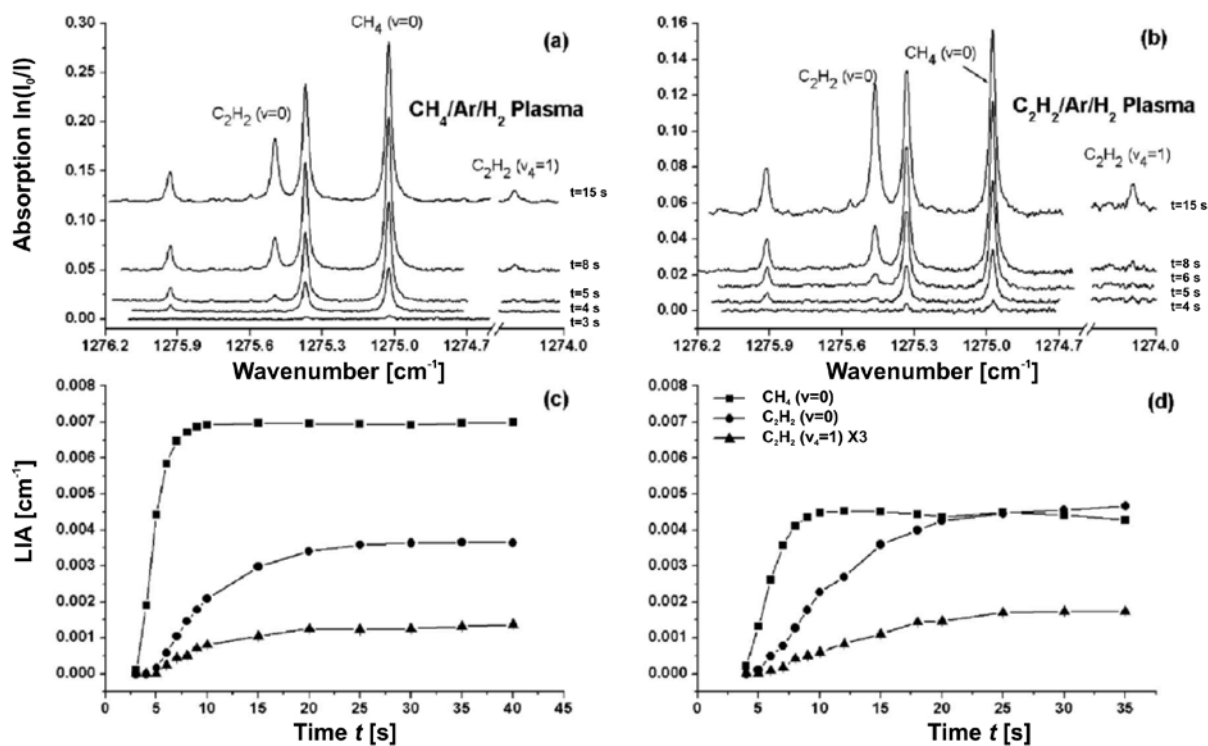 CH₄ (v=0)
(a)
C₂H₂ (v=0)
CH₄/Ar/H₂ Plasma
C₂H₂ (v₄=1)
t=15 s
t=8 s
t=5 s
t=4 s
t=3 s
Absorption ln(I₀/I)
0.30
0.25
0.20
0.15
0.10
0.05
0.00
1276.2 1275.9 1275.6 1275.3 1275.0 1274.7 1274.0
Wavenumber [cm⁻¹]
(b)
CH₄ (v=0)
C₂H₂ (v=0)
C₂H₂/Ar/H₂ Plasma
C₂H₂ (v₄=1)
t=15 s
t=8 s
t=6 s
t=5 s
t=4 s
0.16
0.14
0.12
0.10
0.08
0.06
0.04
0.02
0.00
1276.2 1275.9 1275.6 1275.3 1275.0 1274.7 1274.0
Wavenumber [cm⁻¹]
(c)
LIA [cm⁻¹]
0.008
0.007
0.006
0.005
0.004
0.003
0.002
0.001
0.000
0 5 10 15 20 25 30 35 40 45
Time t [s]
(d)
CH₄ (v=0)
C₂H₂ (v=0)
C₂H₂ (v₄=1) X3
0.008
0.007
0.006
0.005
0.004
0.003
0.002
0.001
0.000
0 5 10 15 20 25 30 35
Time t [s]